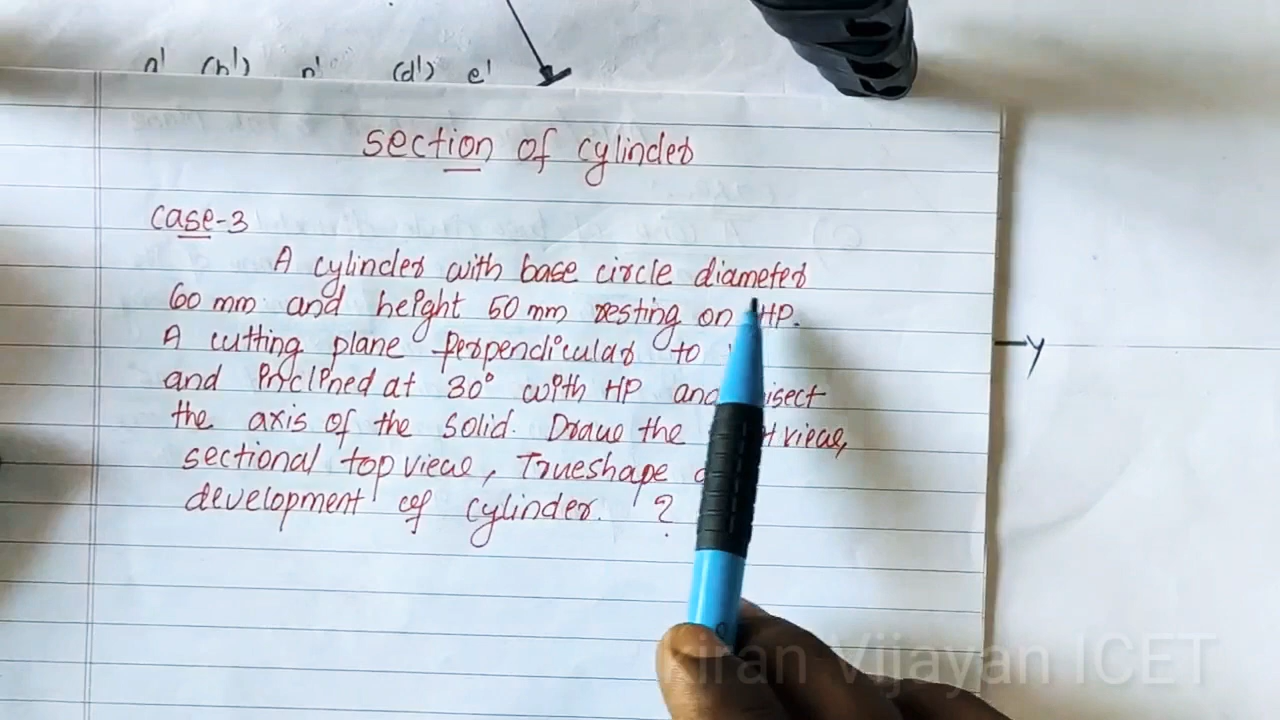 a' (b') n' (d') e'
Section of cylinder
Case-3
A cylinder with base circle diameter
60 mm and height 50 mm resting on HP.
A cutting plane perpendicular to
and inclined at 30° with HP and
the axis of the solid. Draw the view,
sectional top view, Trueshape
development of cylinder. ?
y
kiran Vijayan ICET